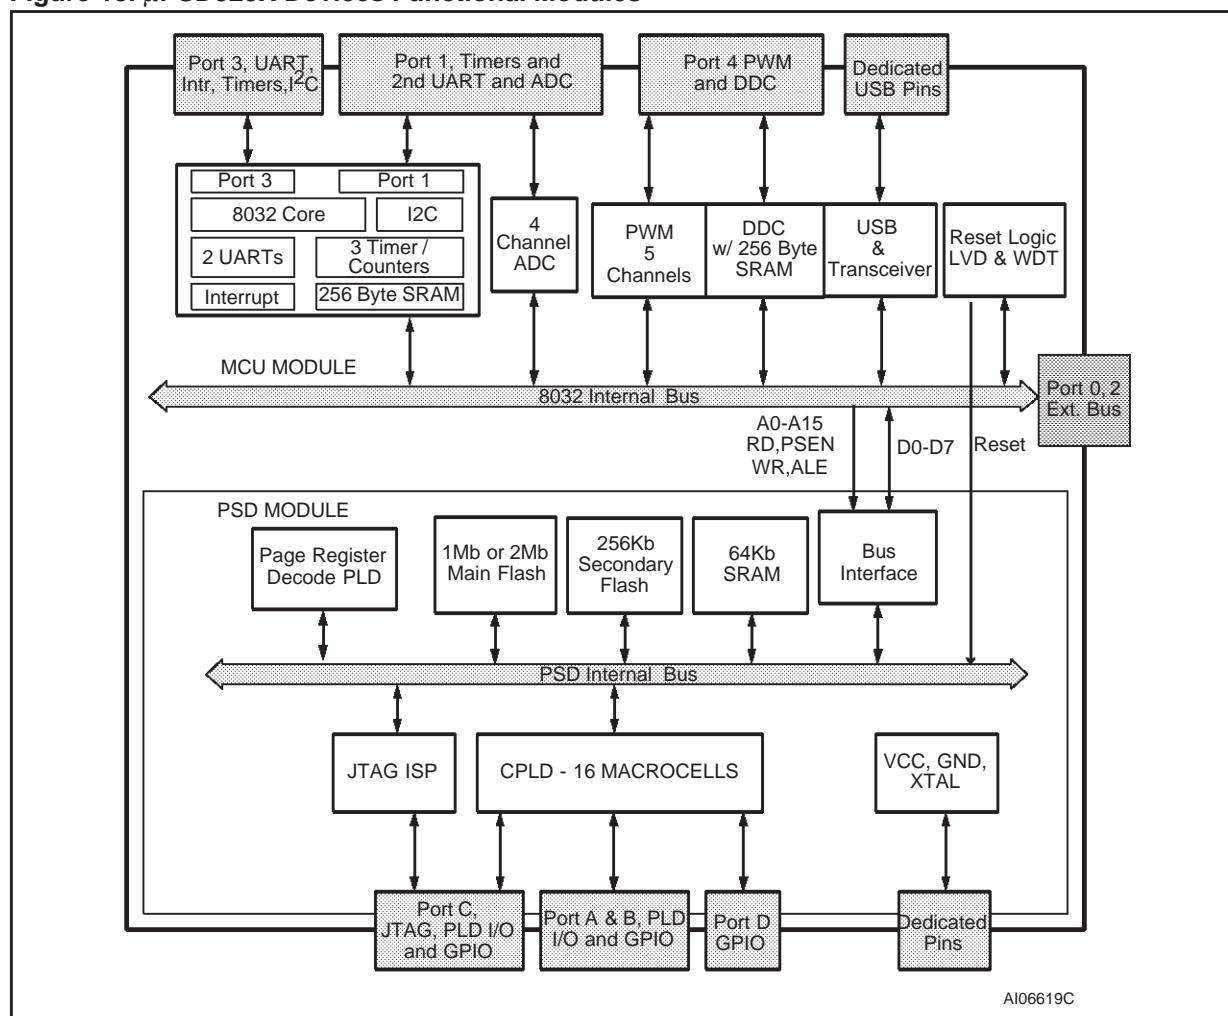 Port 3, UART,
Intr, Timers,I2C
Port 1, Timers and
2nd UART and ADC
Port 4 PWM
and DDC
Dedicated
USB Pins
Port 3
Port 1
8032 Core
I2C
2 UARTs
3 Timer /
Counters
Interrupt
256 Byte SRAM
4
Channel
ADC
PWM
5
Channels
DDC
w/ 256 Byte
SRAM
USB
&
Transceiver
Reset Logic
LVD & WDT
MCU MODULE
8032 Internal Bus
Port 0, 2
Ext. Bus
A0-A15
RD,PSEN
WR,ALE
D0-D7
Reset
PSD MODULE
Page Register
Decode PLD
1Mb or 2Mb
Main Flash
256Kb
Secondary
Flash
64Kb
SRAM
Bus
Interface
PSD Internal Bus
JTAG ISP
CPLD - 16 MACROCELLS
VCC, GND,
XTAL
Port C,
JTAG, PLD I/O
and GPIO
Port A & B, PLD
I/O and GPIO
Port D
GPIO
Dedicated
Pins
AI06619C